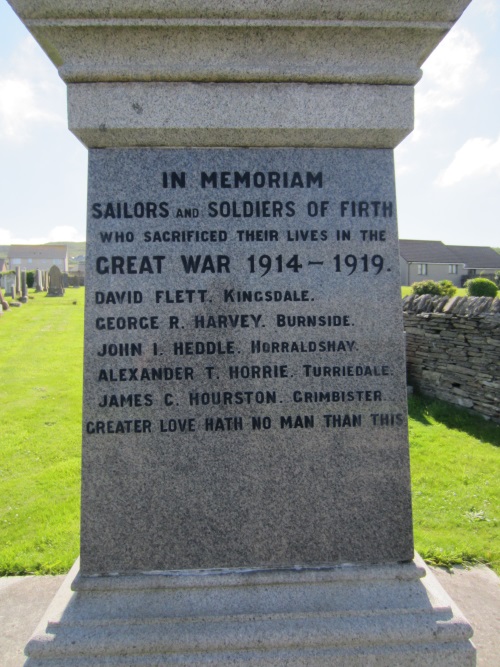 IN MEMORIAM
SAILORS AND SOLDIERS OF FIRTH
WHO SACRIFICED THEIR LIVES IN THE
GREAT WAR 1914-1919.
DAVID FLETT. KINGSDALE.
GEORGE R. HARVEY. BURNSIDE.
JOHN I. HEDDLE. HORRALDSHAY.
ALEXANDER T. HORRIE. TURRIEDALE.
JAMES C. HOURSTON. GRIMBISTER.
GREATER LOVE HATH NO MAN THAN THIS